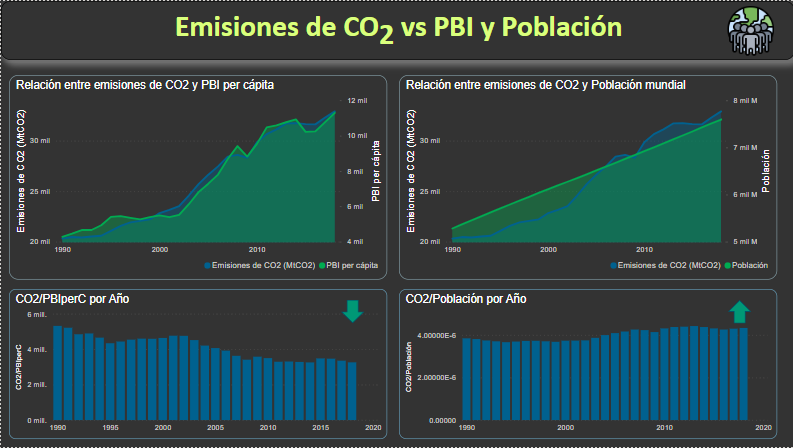 Emisiones de CO2 vs PBI y Población
Relación entre emisiones de CO2 y PBI per cápita
Emisiones de CO2 (MtCO2)
30 mil
25 mil
20 mil
12 mil
10 mil
8 mil
6 mil
4 mil
PBI per cápita
1990
2000
2010
Emisiones de CO2 (MtCO2)
PBI per cápita
Relación entre emisiones de CO2 y Población mundial
Emisiones de CO2 (MtCO2)
30 mil
25 mil
20 mil
8 mil M
7 mil M
6 mil M
5 mil M
Población
1990
2000
2010
Emisiones de CO2 (MtCO2)
Población
CO2/PBIperC por Año
CO2/PBIperC
6 mill.
4 mill.
2 mill.
0 mill.
1990
1995
2000
2005
2010
2015
2020
CO2/Población por Año
CO2/Población
4.00000E-6
2.00000E-6
0.00000
1990
2000
2010
2020